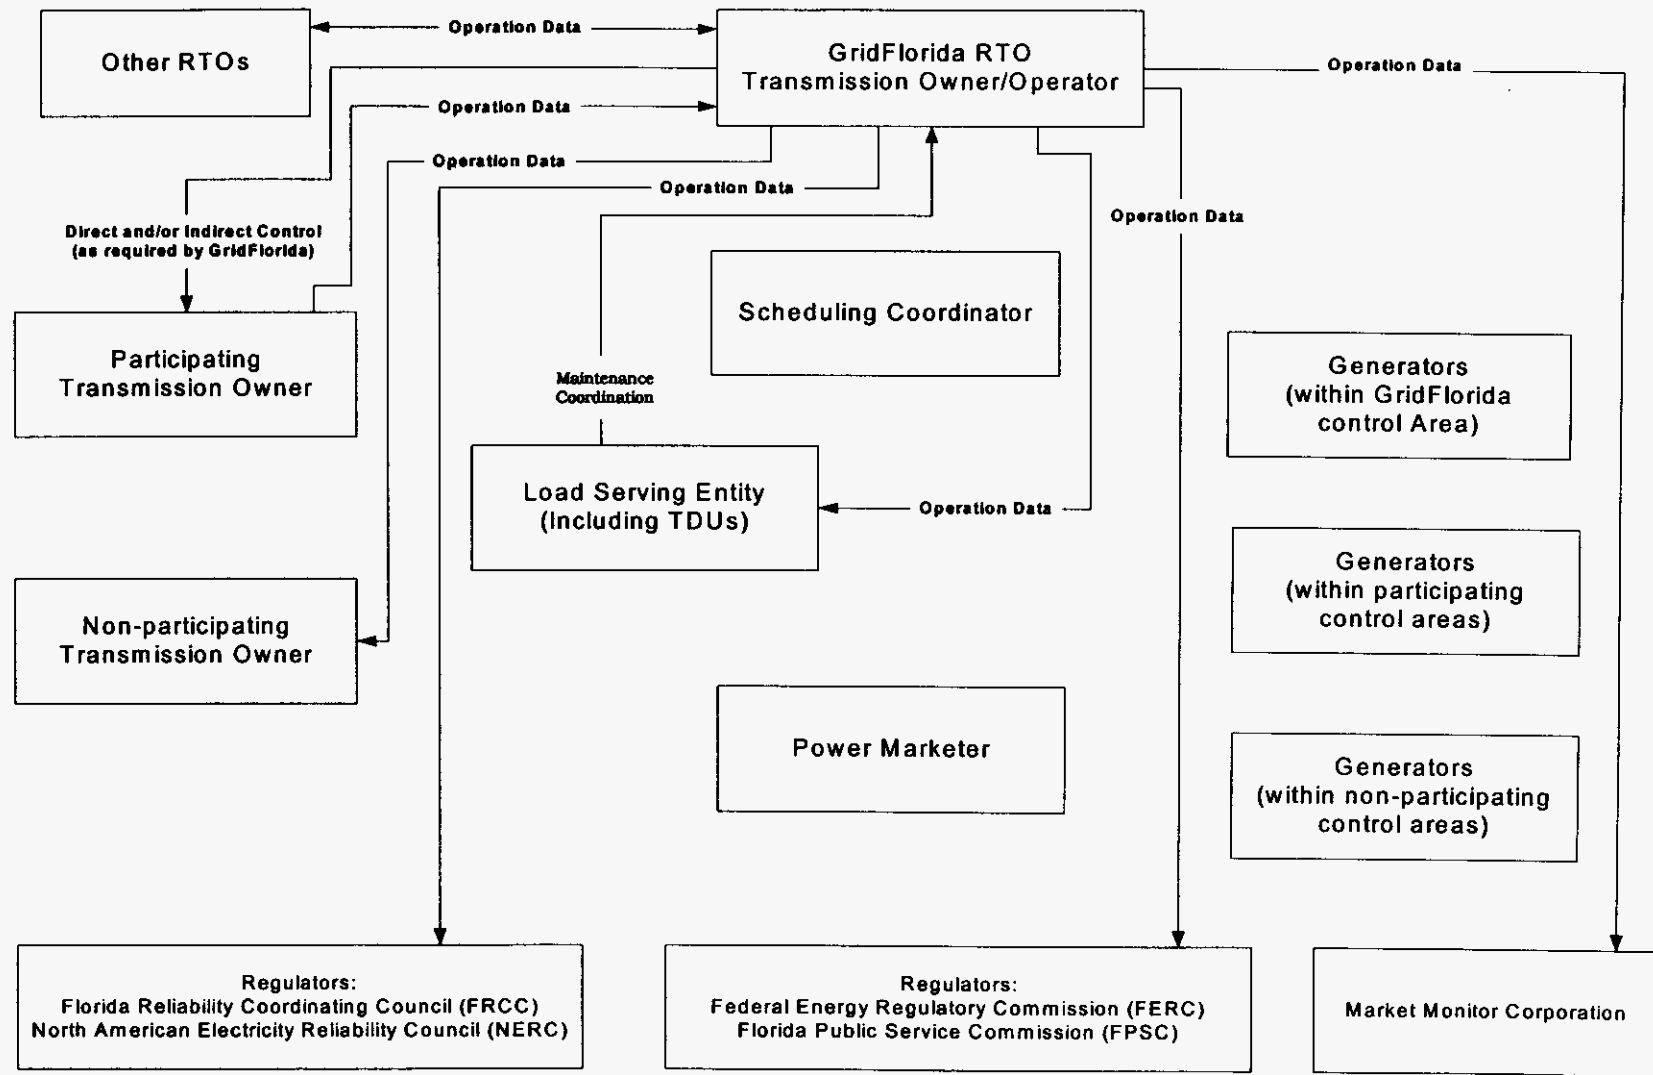 Operation Data
Other RTOs
GridFlorida RTO
Transmission Owner/Operator
Operation Data
Operation Data
Operation Data
Operation Data
Operation Data
Direct and/or Indirect Control
(as required by GridFlorida)
Scheduling Coordinator
Participating
Transmission Owner
Maintenance
Coordination
Generators
(within GridFlorida
control Area)
Load Serving Entity
(Including TDUs)
Operation Data
Generators
(within participating
control areas)
Non-participating
Transmission Owner
Power Marketer
Generators
(within non-participating
control areas)
Regulators:
Florida Reliability Coordinating Council (FRCC)
North American Electricity Reliability Council (NERC)
Regulators:
Federal Energy Regulatory Commission (FERC)
Florida Public Service Commission (FPSC)
Market Monitor Corporation